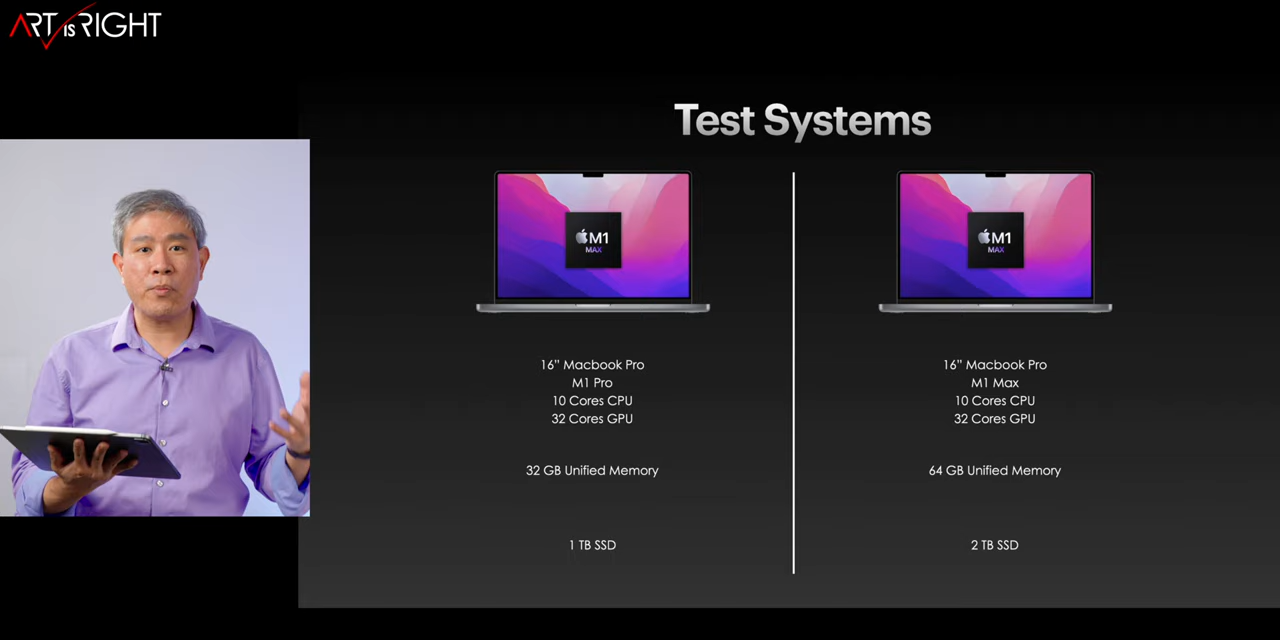 ART IS RIGHT
Test Systems
M1
MAX
M1
MAX
16” Macbook Pro
M1 Pro
10 Cores CPU
32 Cores GPU
32 GB Unified Memory
1 TB SSD
16” Macbook Pro
M1 Max
10 Cores CPU
32 Cores GPU
64 GB Unified Memory
2 TB SSD